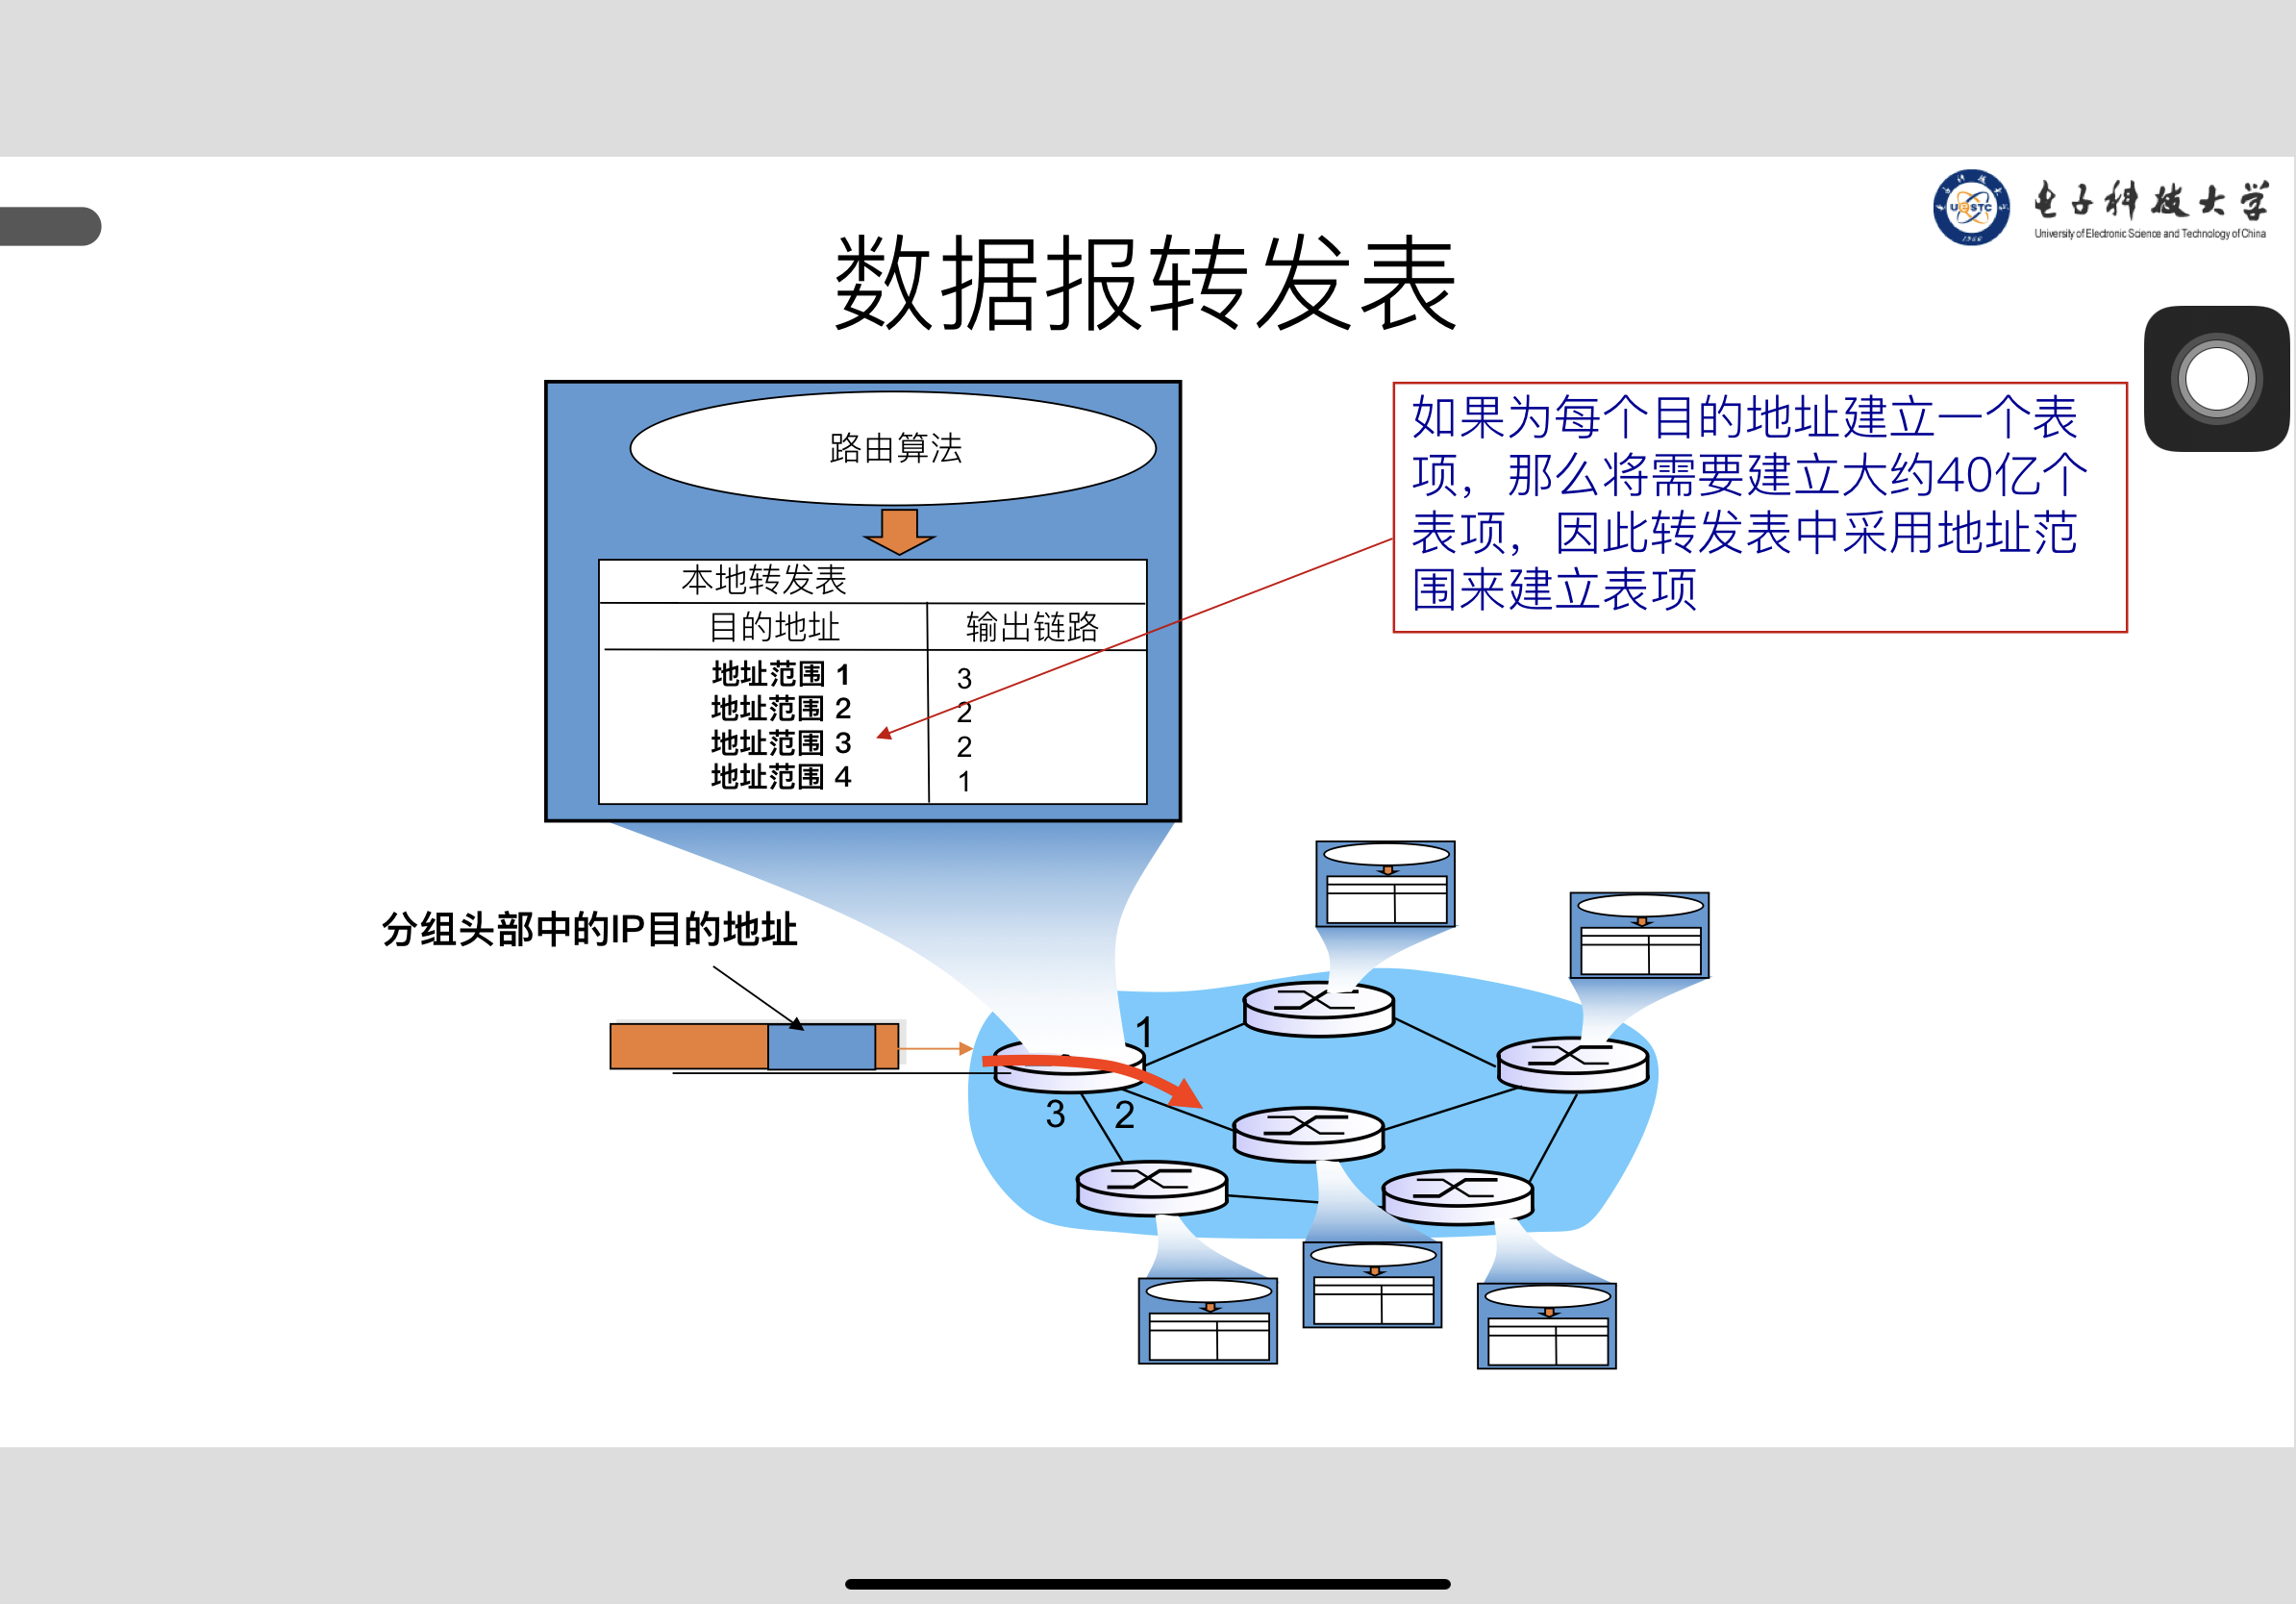 电子科技大学
University of Electronic Science and Technology of China
UESTC
1956
数据报转发表
路由算法
本地转发表
目的地址 输出链路
地址范围 1 3
地址范围 2 2
地址范围 3 2
地址范围 4 1
如果为每个目的地址建立一个表
项，那么将需要建立大约40亿个
表项，因此转发表中采用地址范
围来建立表项
分组头部中的IP目的地址
1
3 2